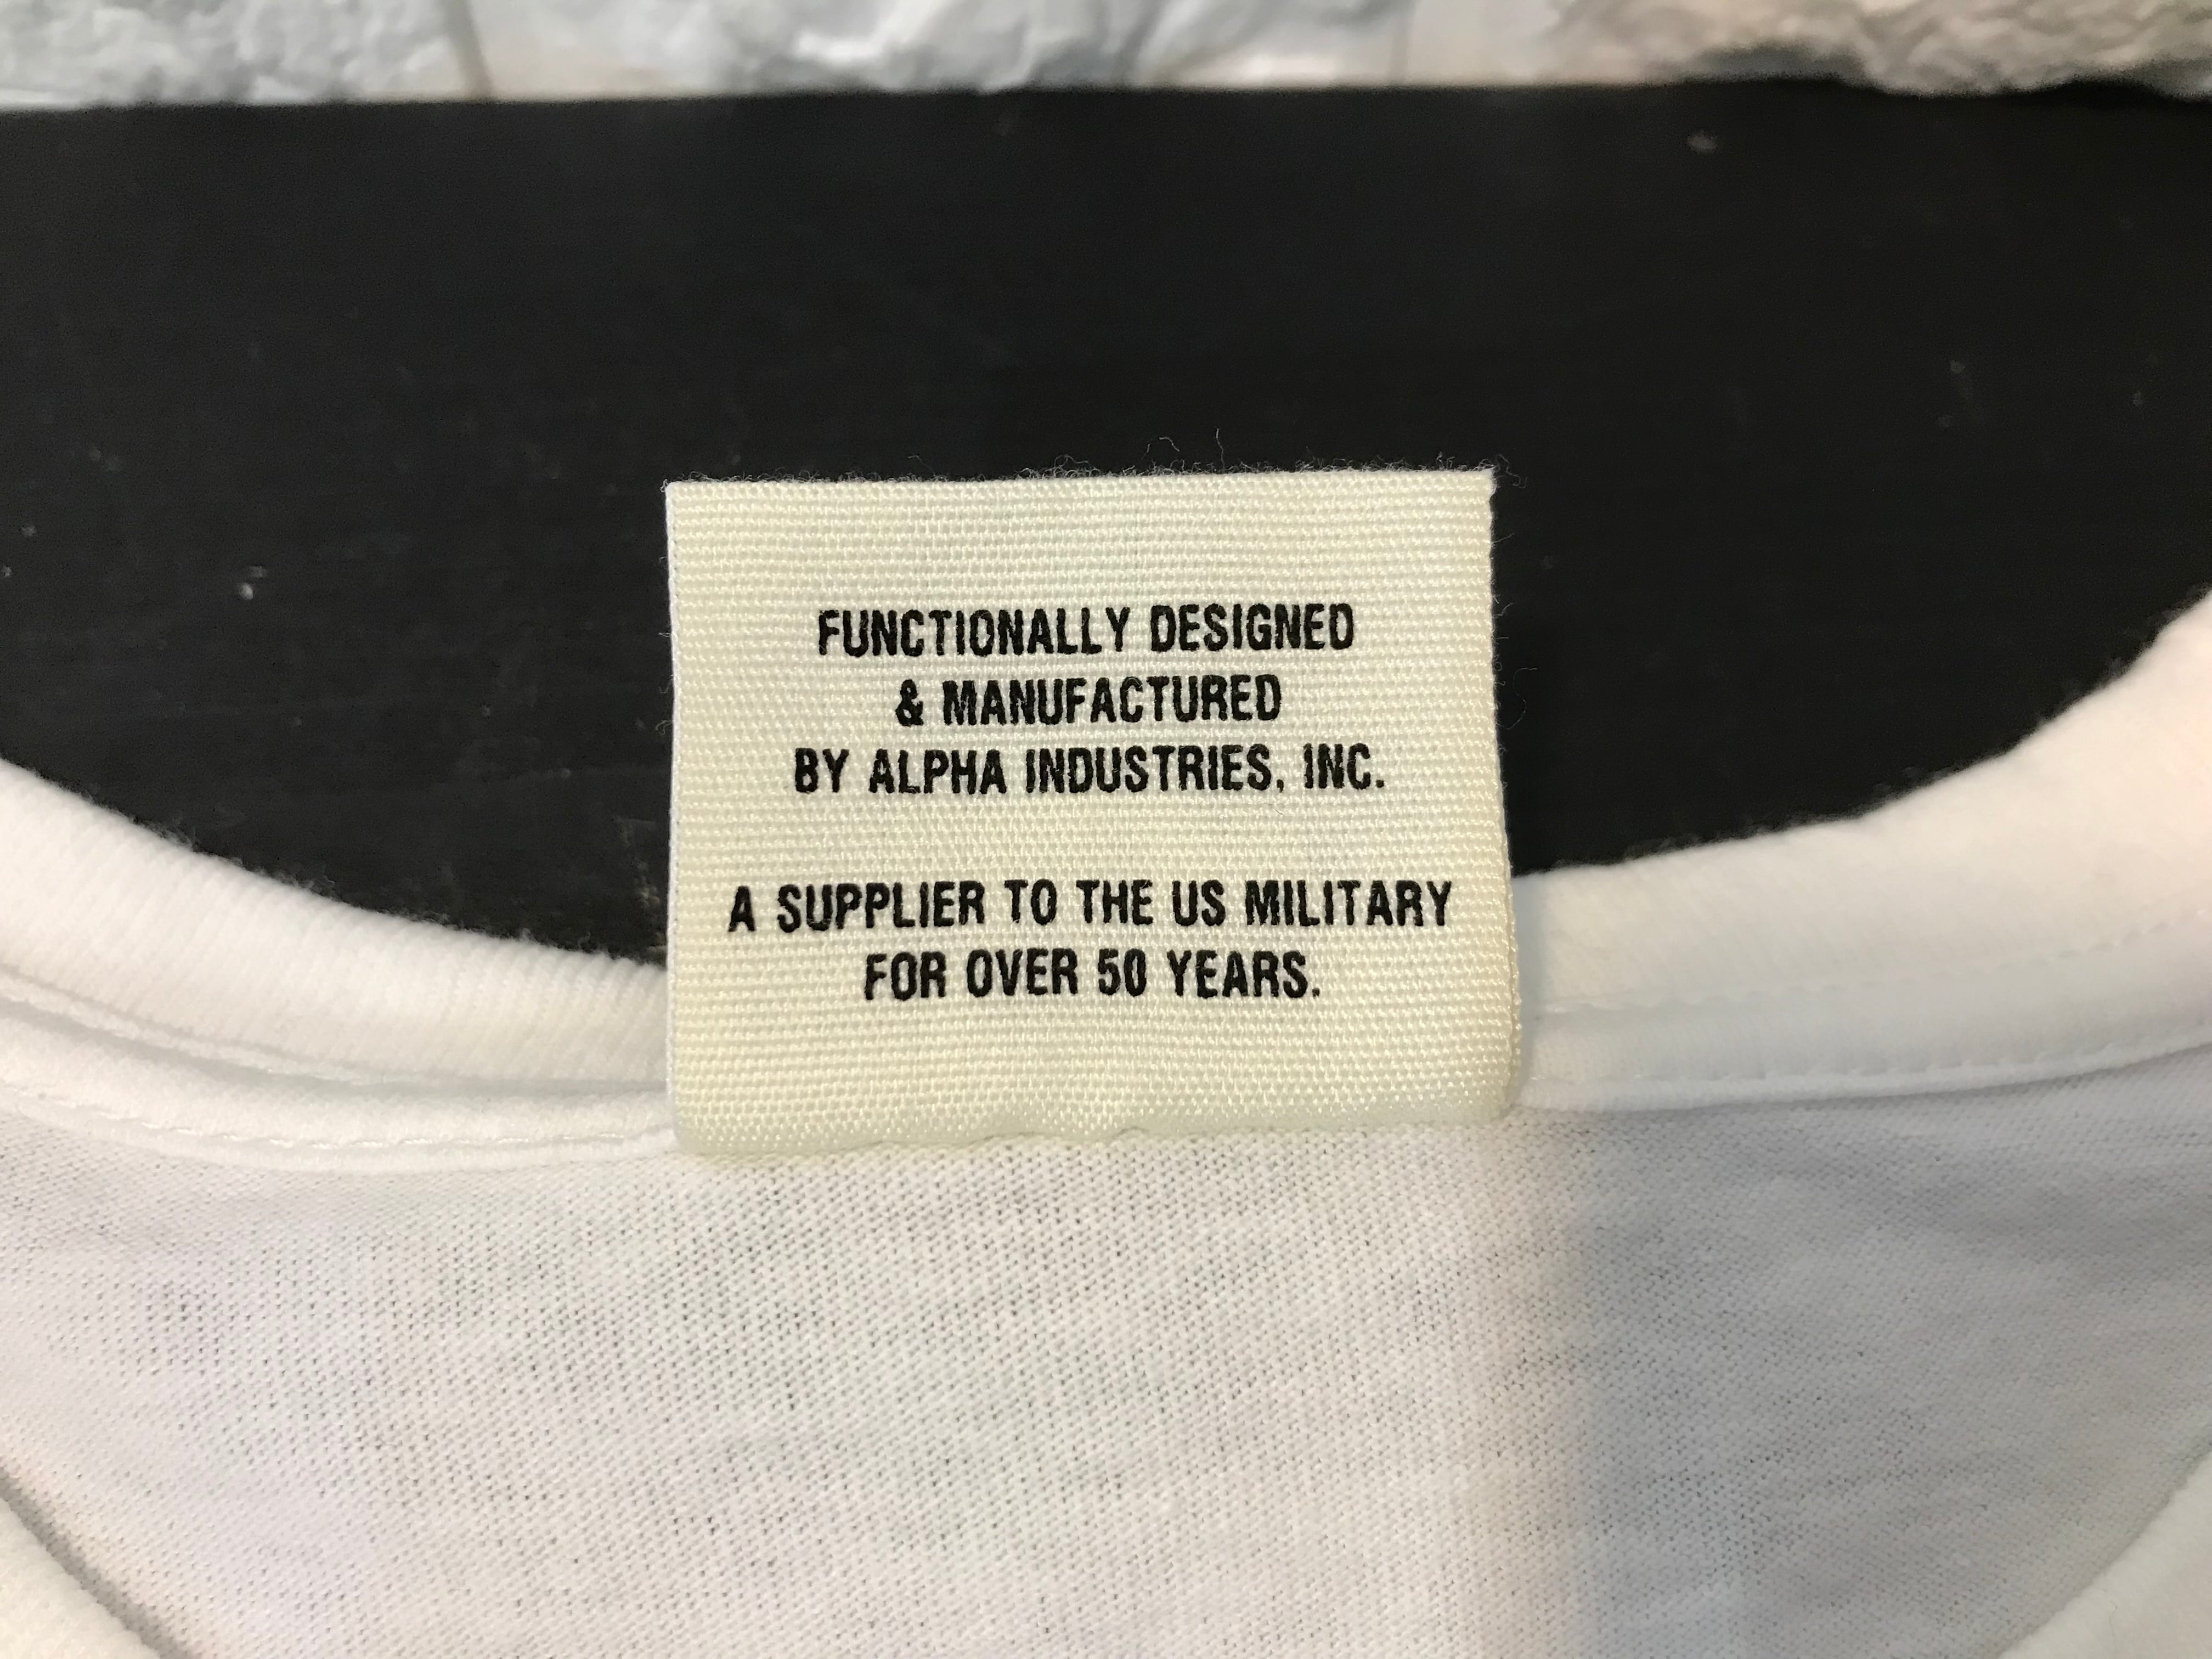 FUNCTIONALLY DESIGNED
& MANUFACTURED
BY ALPHA INDUSTRIES, INC.
A SUPPLIER TO THE US MILITARY
FOR OVER 50 YEARS.